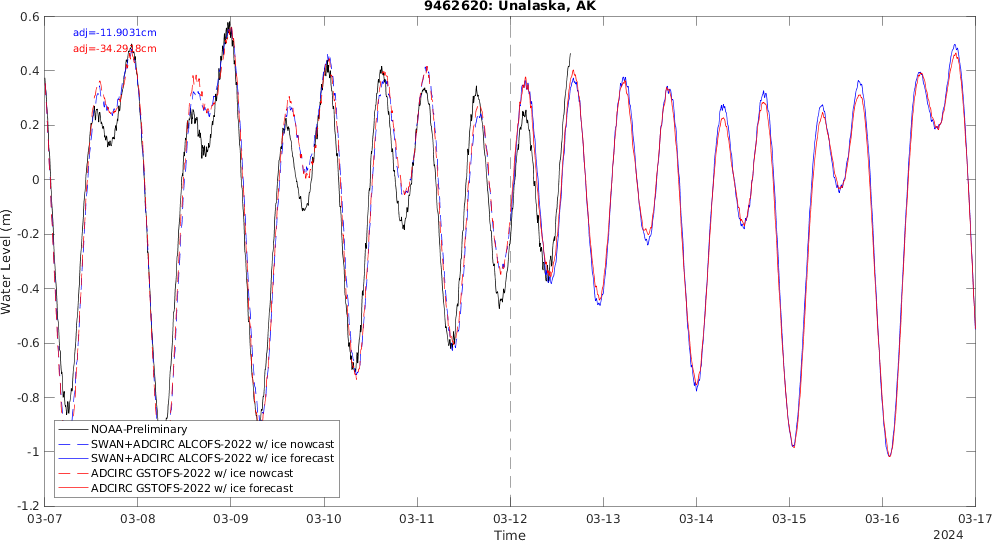 9462620: Unalaska, AK
adj=-11.9031cm
adj=-34.2918cm
0.6
0.4
0.2
0
-0.2
-0.4
-0.6
-0.8
-1
-1.2
Water Level (m)
NOAA-Preliminary
SWAN+ADCIRC ALCOFS-2022 w/ ice nowcast
SWAN+ADCIRC ALCOFS-2022 w/ ice forecast
ADCIRC GSTOFS-2022 w/ ice nowcast
ADCIRC GSTOFS-2022 w/ ice forecast
03-07 03-08 03-09 03-10 03-11 03-12 03-13 03-14 03-15 03-16 03-17
Time
2024